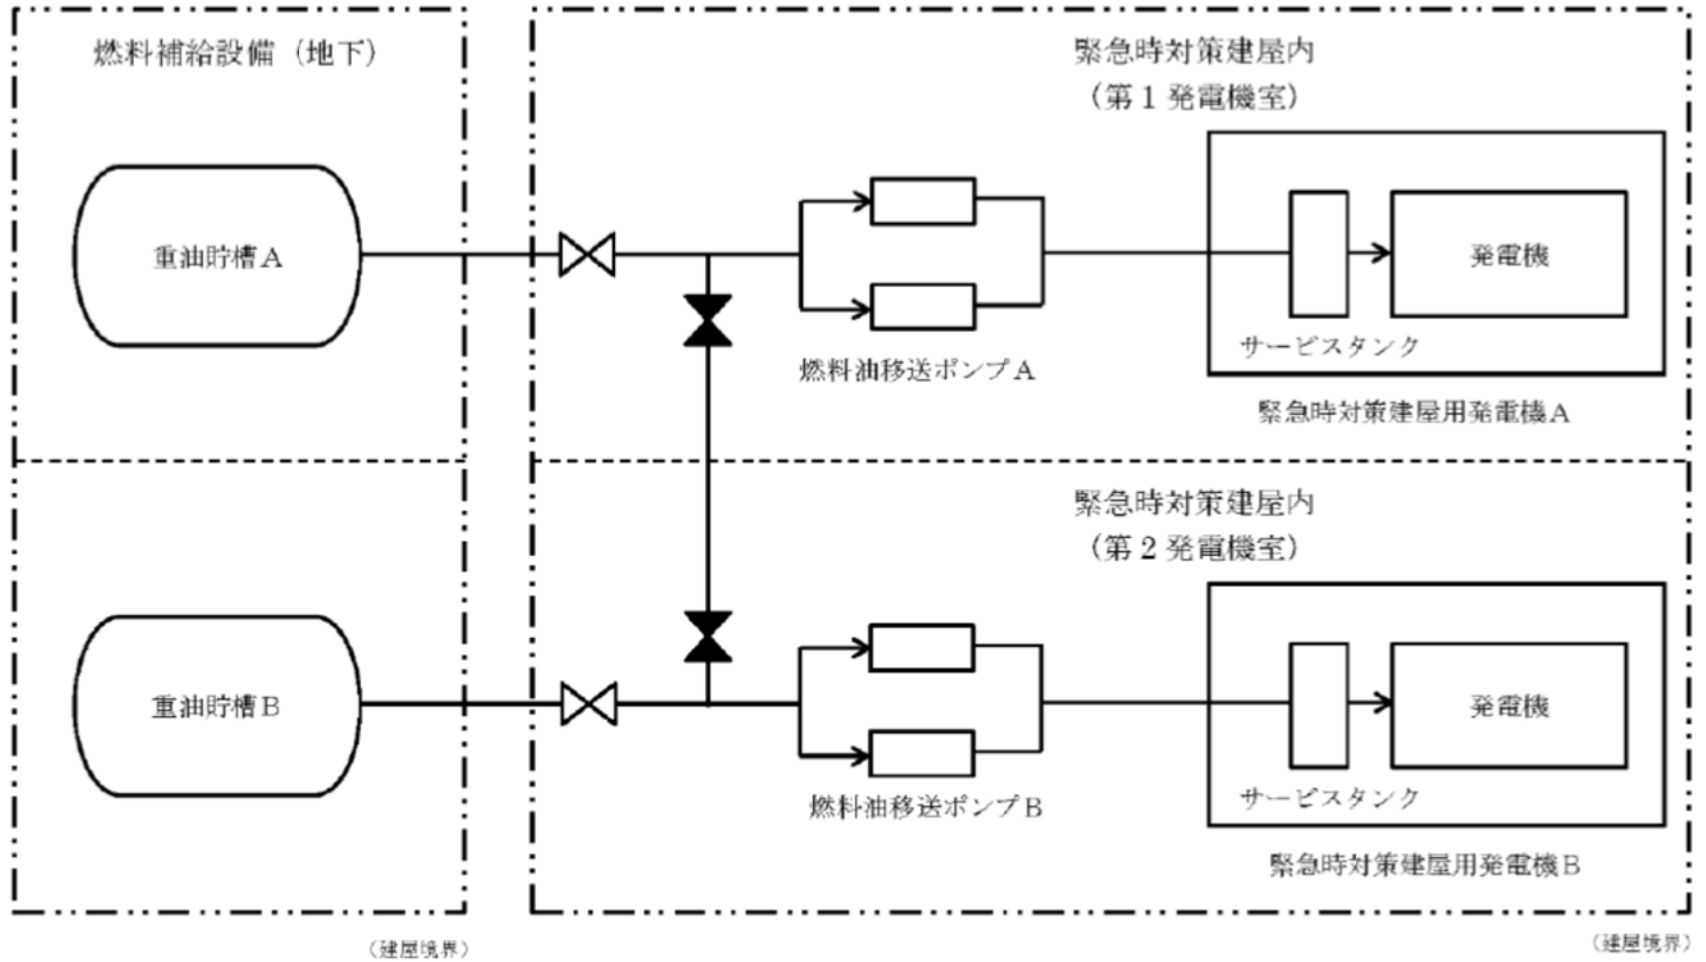 燃料補給設備（地下）
緊急時対策建屋内
（第１発電機室）
重油貯槽Ａ
発電機
サービスタンク
燃料油移送ポンプＡ
緊急時対策建屋用発電機Ａ
緊急時対策建屋内
（第２発電機室）
重油貯槽Ｂ
発電機
サービスタンク
燃料油移送ポンプＢ
緊急時対策建屋用発電機Ｂ
（建屋境界）
（建屋境界）